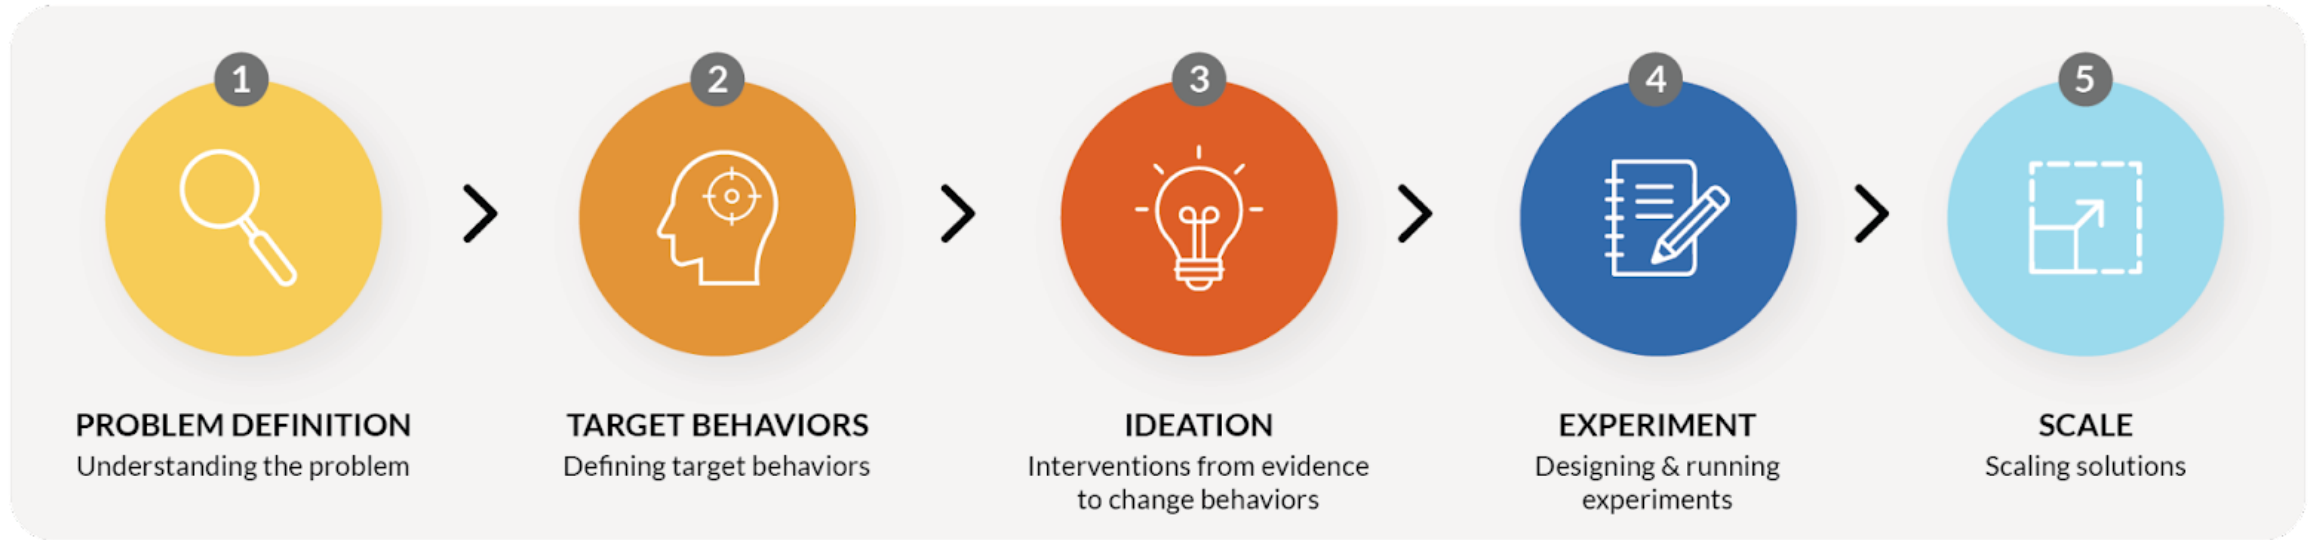 1
PROBLEM DEFINITION
Understanding the problem
2
TARGET BEHAVIORS
Defining target behaviors
3
IDEATION
Interventions from evidence
to change behaviors
4
EXPERIMENT
Designing & running
experiments
5
SCALE
Scaling solutions